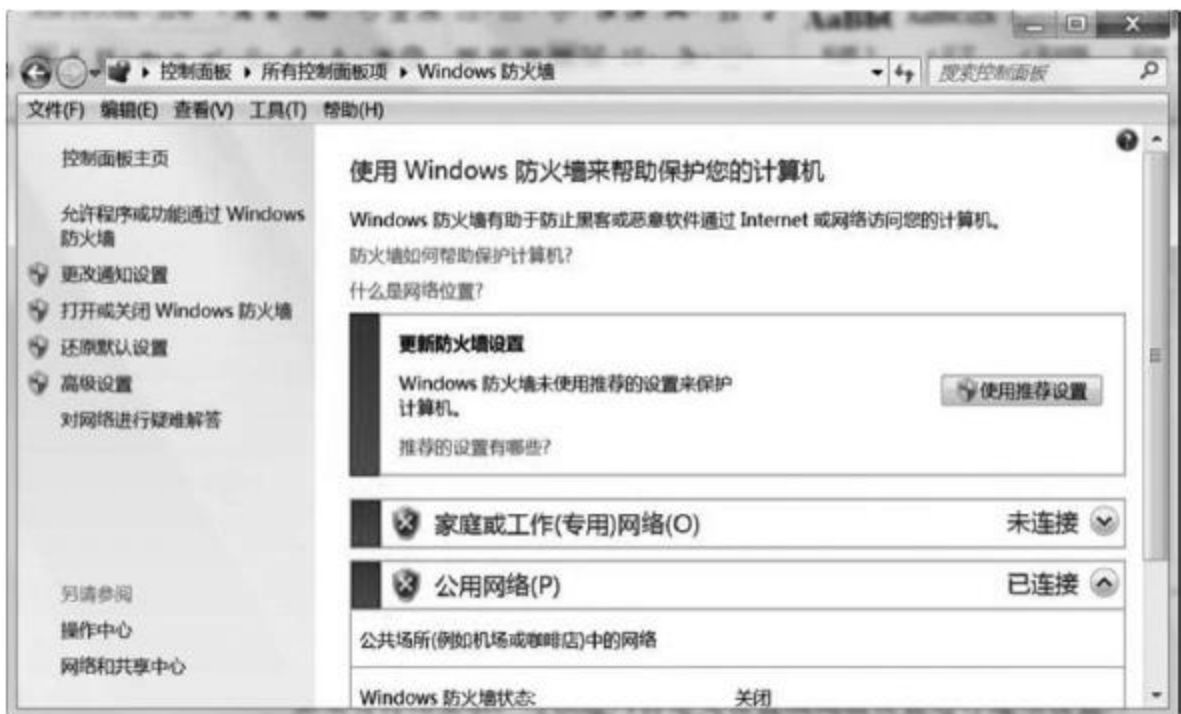 控制面板 ▸ 所有控制面板项 ▸ Windows 防火墙
搜索控制面板
文件(F) 编辑(E) 查看(V) 工具(T) 帮助(H)
控制面板主页
允许程序或功能通过 Windows
防火墙
更改通知设置
打开或关闭 Windows 防火墙
还原默认设置
高级设置
对网络进行疑难解答
另请参阅
操作中心
网络和共享中心
使用 Windows 防火墙来帮助保护您的计算机
Windows 防火墙有助于防止黑客或恶意软件通过 Internet 或网络访问您的计算机。
防火墙如何帮助保护计算机?
什么是网络位置?
更新防火墙设置
Windows 防火墙未使用推荐的设置来保护
计算机。
使用推荐设置
推荐的设置有哪些?
家庭或工作(专用)网络(O) 未连接
公用网络(P) 已连接
公共场所(例如机场或咖啡店)中的网络
Windows 防火墙状态: 关闭